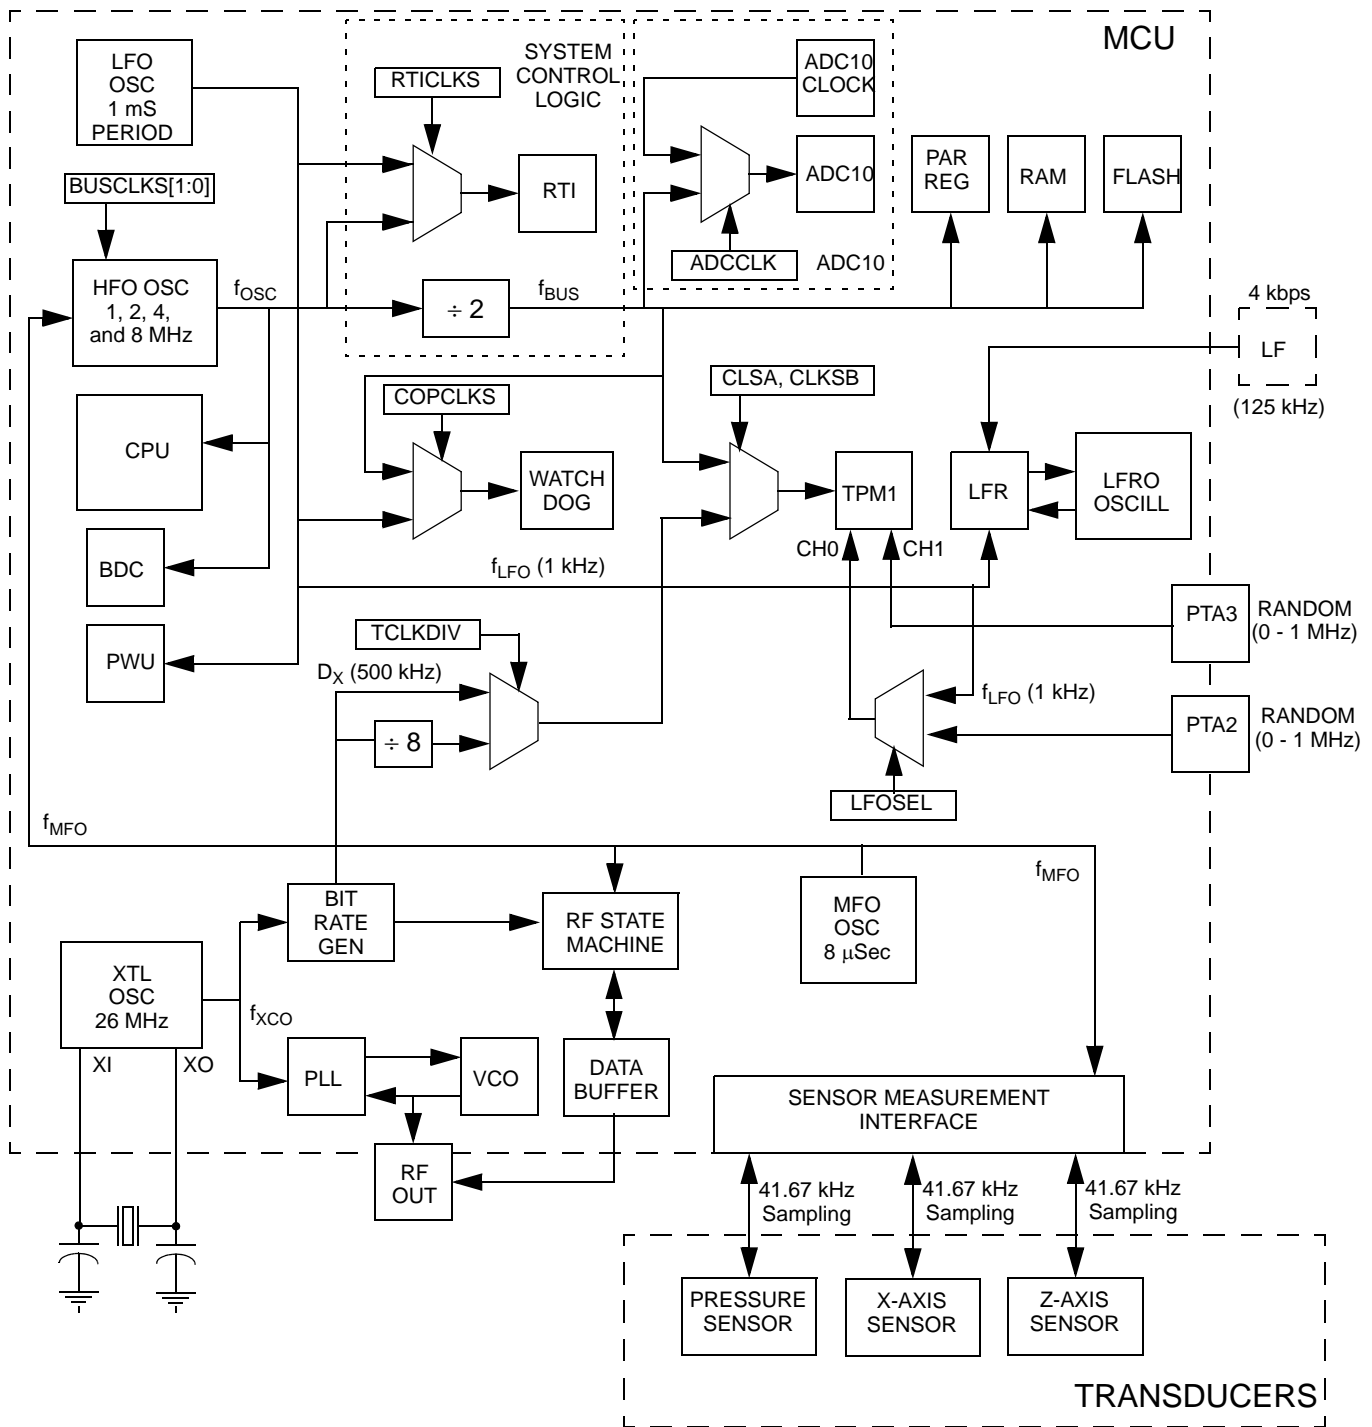 MCU
LFO
OSC
1 mS
PERIOD
SYSTEM
CONTROL
LOGIC
RTICLKS
ADC10
CLOCK
BUSCLKS[1:0]
RTI
ADC10
PAR
REG
RAM
FLASH
ADCCLK
ADC10
HFO OSC
1, 2, 4,
and 8 MHz
fOSC
÷ 2
fBUS
4 kbps
LF
(125 kHz)
CPU
COPCLKS
CLSA, CLKSB
WATCH
DOG
TPM1
LFR
LFRO
OSCILL
CH0
CH1
BDC
fLFO (1 kHz)
PTA3
RANDOM
(0 - 1 MHz)
PWU
TCLKDIV
DX (500 kHz)
fLFO (1 kHz)
PTA2
RANDOM
(0 - 1 MHz)
÷ 8
LFOSEL
fMFO
fMFO
BIT
RATE
GEN
RF STATE
MACHINE
MFO
OSC
8 μSec
XTL
OSC
26 MHz
fXCO
XI
XO
PLL
VCO
DATA
BUFFER
SENSOR MEASUREMENT
INTERFACE
RF
OUT
41.67 kHz
Sampling
41.67 kHz
Sampling
41.67 kHz
Sampling
PRESSURE
SENSOR
X-AXIS
SENSOR
Z-AXIS
SENSOR
TRANSDUCERS